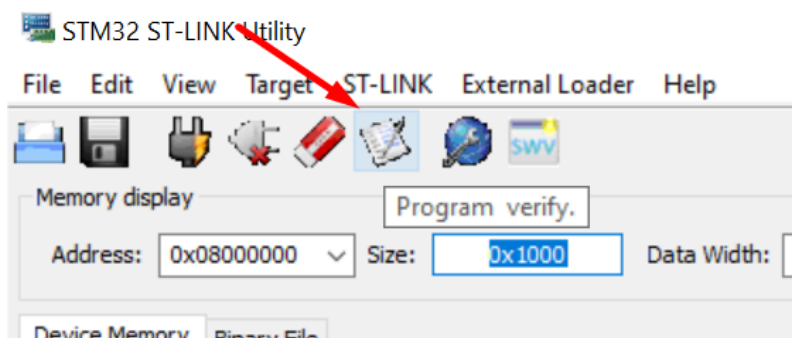 STM32 ST-LINK Utility
File Edit View Target ST-LINK External Loader Help
SWV
Program verify.
Memory display
Address: 0x08000000 Size: 0x1000 Data Width:
Device Memory Binary File